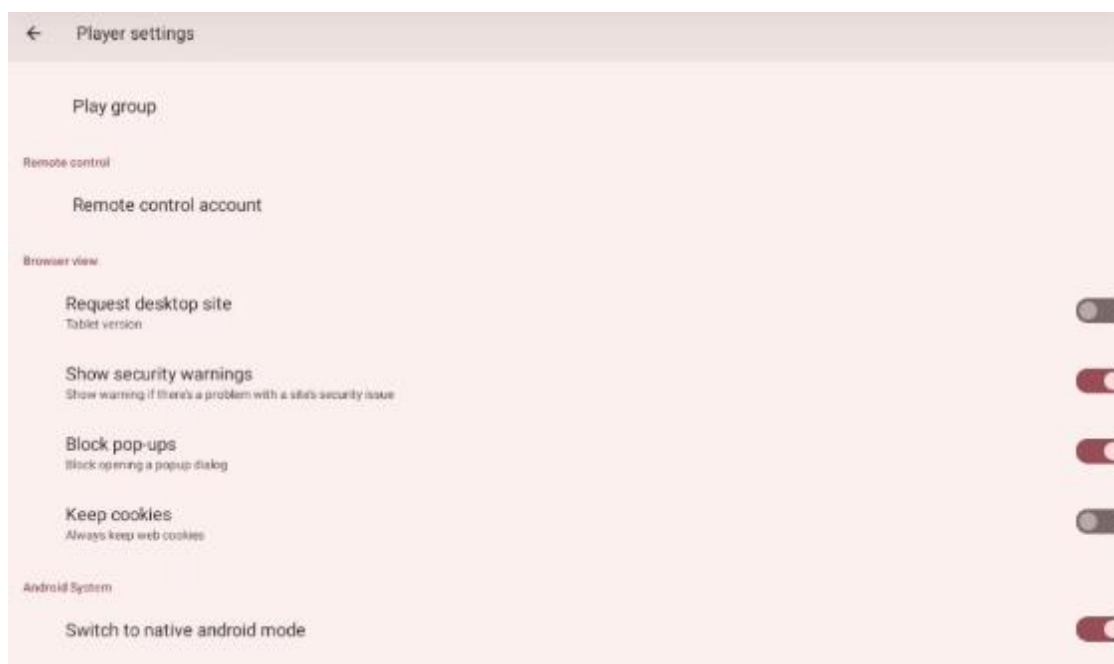 Player settings
Play group
Remote control
Remote control account
Browser view
Request desktop site
Tablet version
Show security warnings
Show warning if there's a problem with a site's security issue
Block pop-ups
Block opening a popup dialog
Keep cookies
Always keep web cookies
Android System
Switch to native android mode